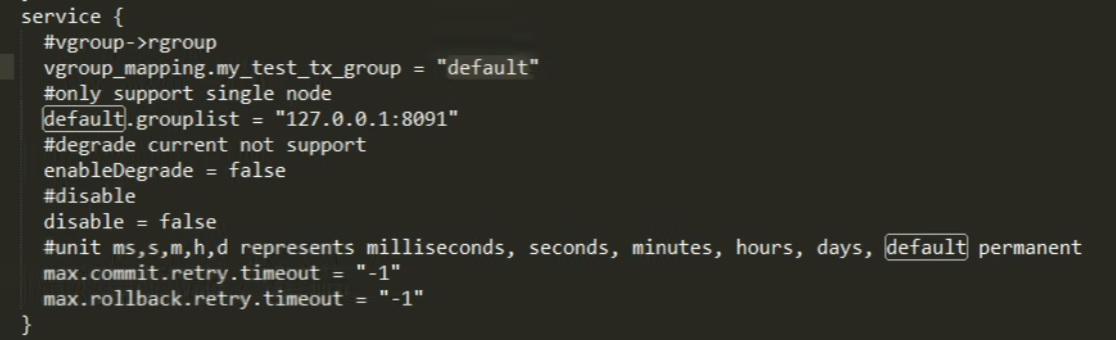 service {
#vgroup->rgroup
vgroup_mapping.my_test_tx_group = "default"
#only support single node
default.grouplist = "127.0.0.1:8091"
#degrade current not support
enableDegrade = false
#disable
disable = false
#unit ms,s,m,h,d represents milliseconds, seconds, minutes, hours, days, default permanent
max.commit.retry.timeout = "-1"
max.rollback.retry.timeout = "-1"
}